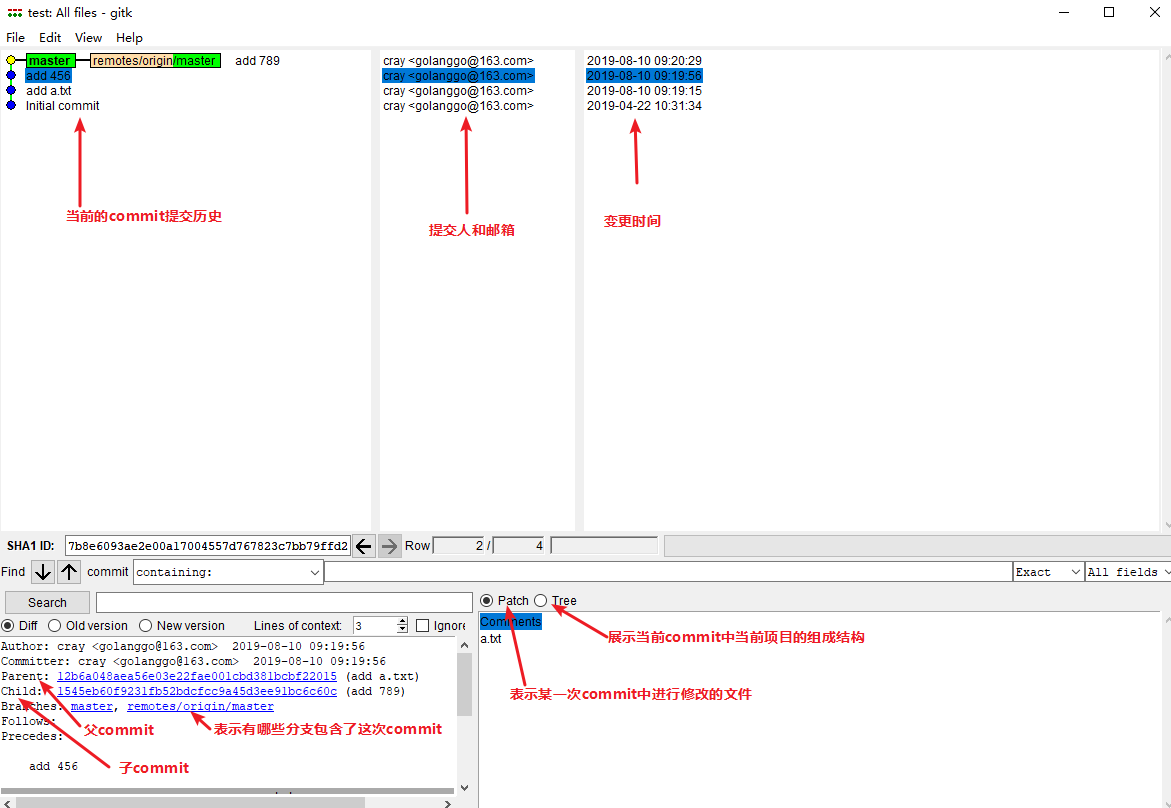 test: All files - gitk
File Edit View Help
master remotes/origin/master add 789 cray <golanggo@163.com> 2019-08-10 09:20:29
add 456 cray <golanggo@163.com> 2019-08-10 09:19:56
add a.txt cray <golanggo@163.com> 2019-08-10 09:19:15
Initial commit cray <golanggo@163.com> 2019-04-22 10:31:34
当前的commit提交历史
提交人和邮箱
变更时间
SHA1 ID: 7b8e6093ae2e00a17004557d767823c7bb79ffd2 Row 2 / 4
Find commit containing: Exact All fields
Search Patch Tree
Diff Old version New version Lines of context: 3 Ignore
Comments
a.txt
展示当前commit中当前项目的组成结构
表示某一次commit中进行修改的文件
Author: cray <golanggo@163.com> 2019-08-10 09:19:56
Committer: cray <golanggo@163.com> 2019-08-10 09:19:56
Parent: 12b6a048aea56e03e22fae001cbd381bcbf22015 (add a.txt)
Child: 1545eb60f9231fb52bdcfcc9a45d3ee91bc6c60c (add 789)
Branches: master, remotes/origin/master
Follows:
Precedes:
父commit
表示有哪些分支包含了这次commit
add 456
子commit